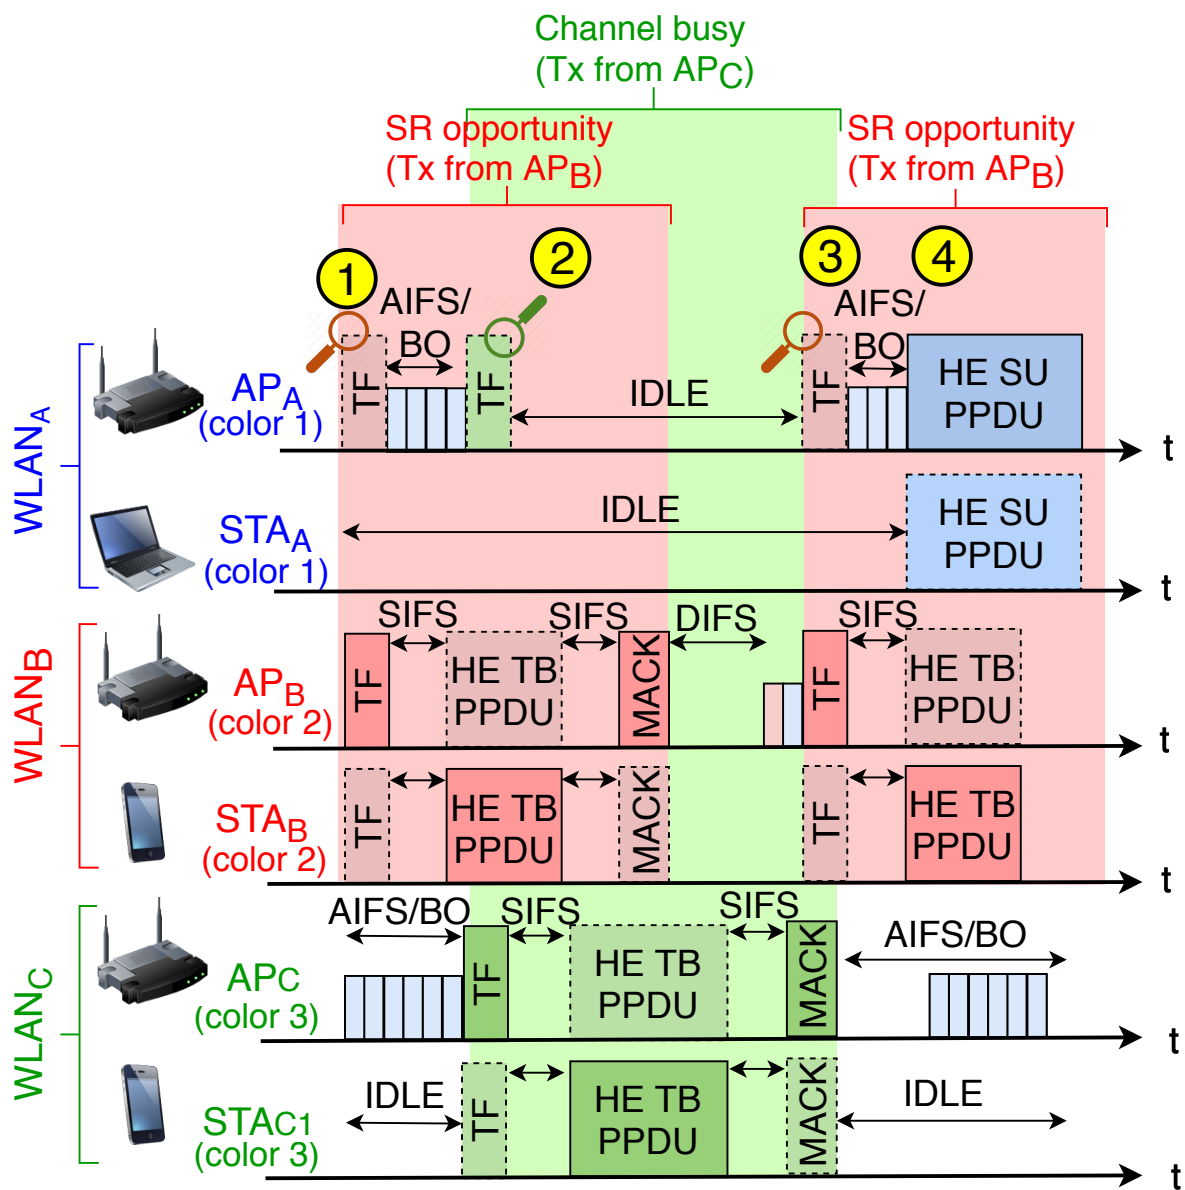 Channel busy
(Tx from APC)
SR opportunity
(Tx from APB)
SR opportunity
(Tx from APB)
1
2
3
4
AIFS/
BO
AIFS/
BO
WLANA
APA
(color 1)
TF
TF
IDLE
TF
HE SU
PPDU
t
STAA
(color 1)
IDLE
HE SU
PPDU
t
WLANB
SIFS
SIFS
DIFS
SIFS
APB
(color 2)
TF
HE TB
PPDU
MACK
TF
HE TB
PPDU
t
STAB
(color 2)
TF
HE TB
PPDU
MACK
TF
HE TB
PPDU
t
WLANC
AIFS/BO
SIFS
SIFS
AIFS/BO
APC
(color 3)
TF
HE TB
PPDU
MACK
t
IDLE
IDLE
STAC1
(color 3)
TF
HE TB
PPDU
MACK
t